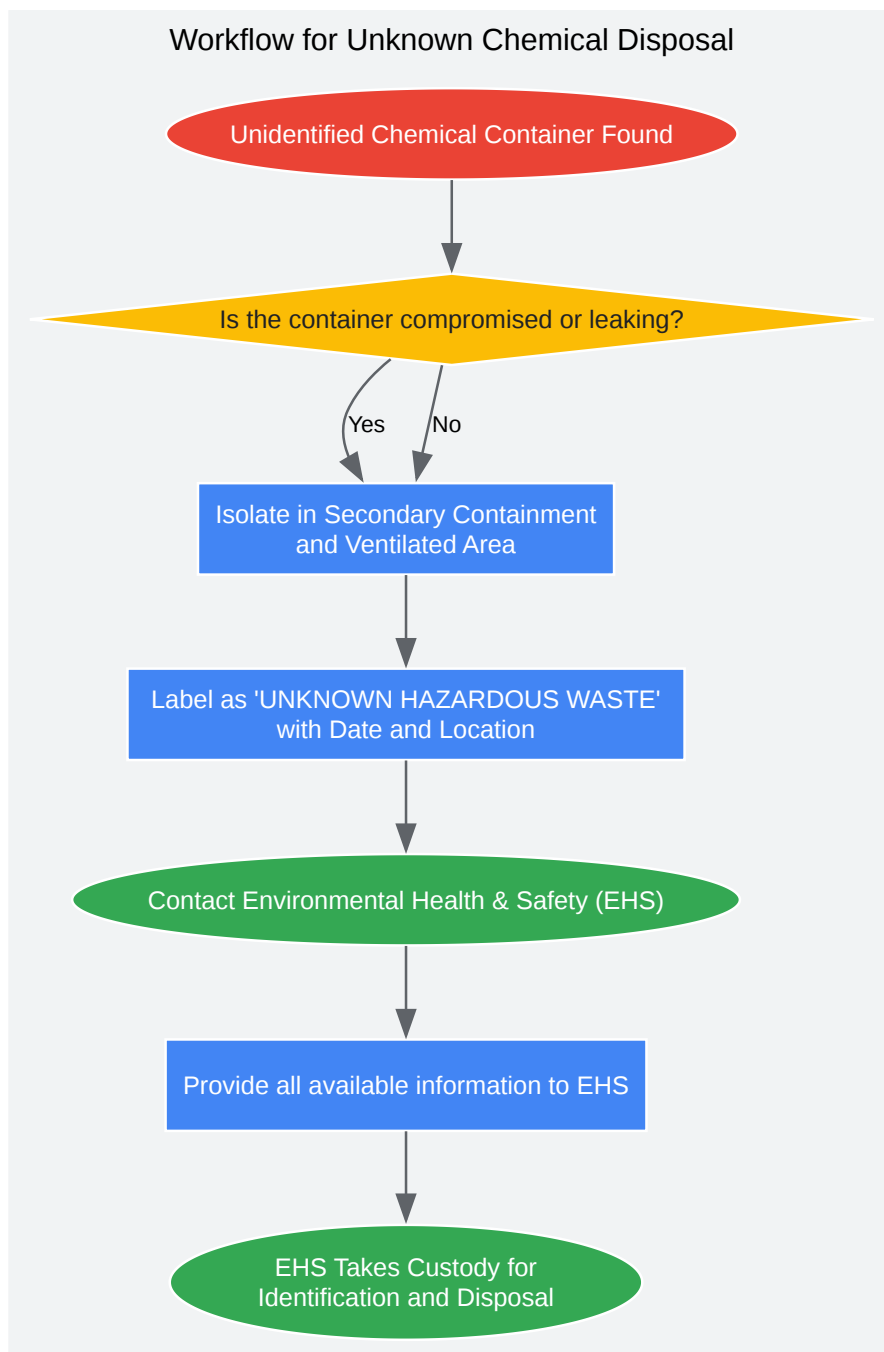 Workflow for Unknown Chemical Disposal
Unidentified Chemical Container Found
Is the container compromised or leaking?
Yes
No
Isolate in Secondary Containment
and Ventilated Area
Label as 'UNKNOWN HAZARDOUS WASTE'
with Date and Location
Contact Environmental Health & Safety (EHS)
Provide all available information to EHS
EHS Takes Custody for
Identification and Disposal